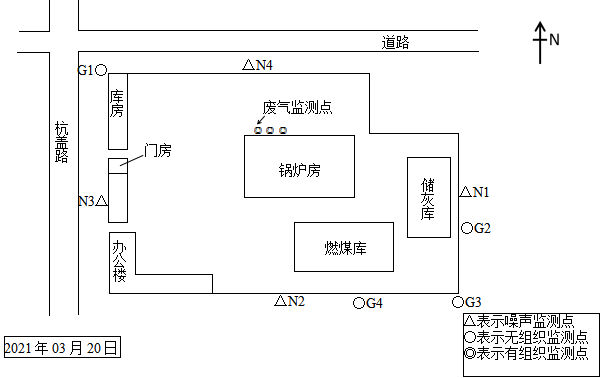 道路
N
G1
N4
库房
废气监测点
杭盖路
门房
锅炉房
储灰库
N3
N1
G2
办公楼
燃煤库
N2
G4
G3
表示噪声监测点
表示无组织监测点
表示有组织监测点
2021年03月20日